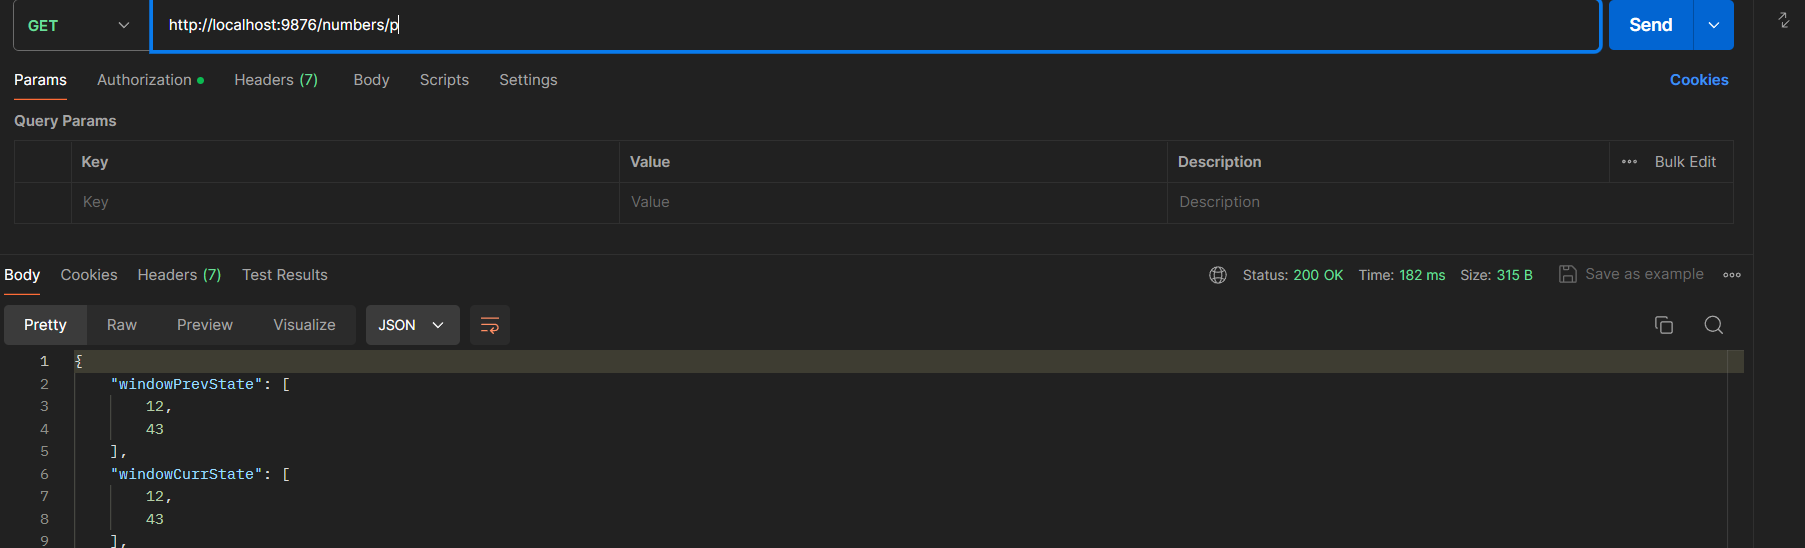 GET http://localhost:9876/numbers/p Send
Params Authorization Headers (7) Body Scripts Settings Cookies
Query Params
Key Value Description Bulk Edit
Key Value Description
Body Cookies Headers (7) Test Results Status: 200 OK Time: 182 ms Size: 315 B Save as example
Pretty Raw Preview Visualize JSON
1 {
2 "windowPrevState": [
3 12,
4 43
5 ],
6 "windowCurrState": [
7 12,
8 43
9 ],